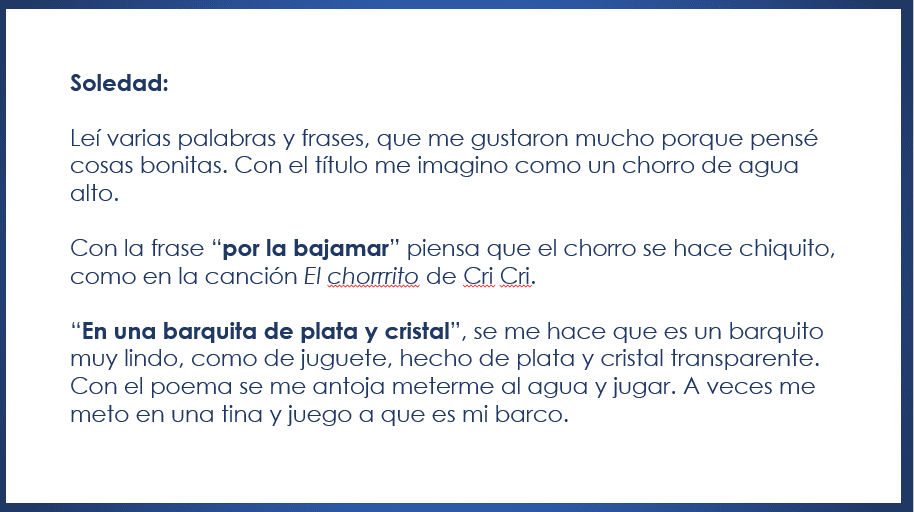 Soledad:
Leí varias palabras y frases, que me gustaron mucho porque pensé
cosas bonitas. Con el título me imagino como un chorro de agua
alto.
Con la frase “por la bajamar” piensa que el chorro se hace chiquito,
como en la canción El chorrrito de Cri Cri.
“En una barquita de plata y cristal”, se me hace que es un barquito
muy lindo, como de juguete, hecho de plata y cristal transparente.
Con el poema se me antoja meterme al agua y jugar. A veces me
meto en una tina y juego a que es mi barco.